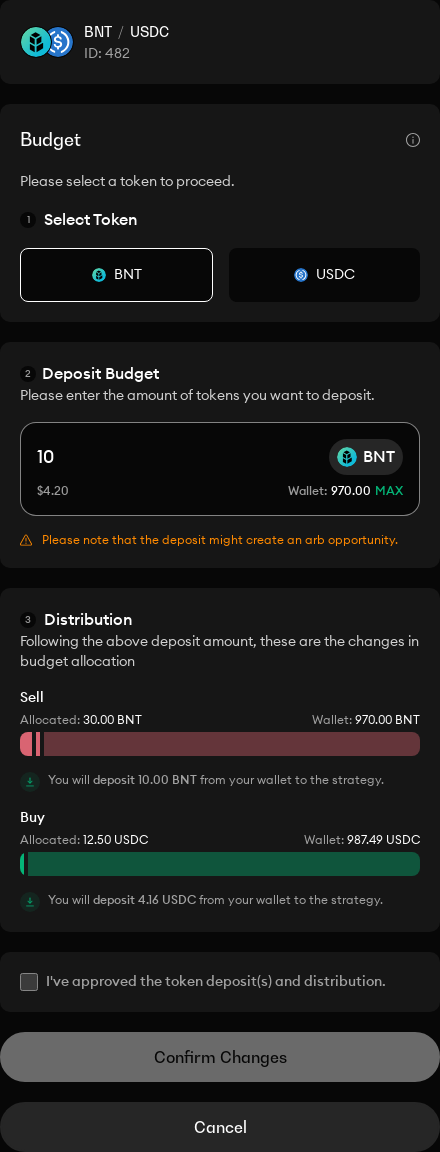 BNT / USDC
ID: 482
Budget
Please select a token to proceed.
1 Select Token
BNT USDC
2 Deposit Budget
Please enter the amount of tokens you want to deposit.
10 BNT
$4.20 Wallet: 970.00 MAX
Please note that the deposit might create an arb opportunity.
3 Distribution
Following the above deposit amount, these are the changes in
budget allocation
Sell
Allocated: 30.00 BNT Wallet: 970.00 BNT
You will deposit 10.00 BNT from your wallet to the strategy.
Buy
Allocated: 12.50 USDC Wallet: 987.49 USDC
You will deposit 4.16 USDC from your wallet to the strategy.
I've approved the token deposit(s) and distribution.
Confirm Changes
Cancel